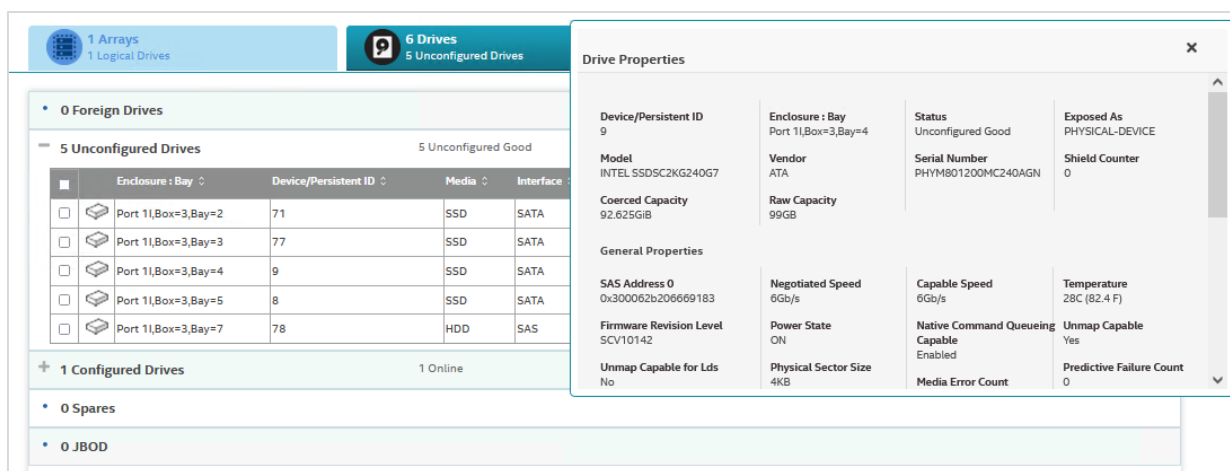 1 Arrays
1 Logical Drives
6 Drives
5 Unconfigured Drives
Drive Properties
0 Foreign Drives
5 Unconfigured Drives 5 Unconfigured Good
Enclosure : Bay Device/Persistent ID Media Interface
Port 1I,Box=3,Bay=2 71 SSD SATA
Port 1I,Box=3,Bay=3 77 SSD SATA
Port 1I,Box=3,Bay=4 9 SSD SATA
Port 1I,Box=3,Bay=5 8 SSD SATA
Port 1I,Box=3,Bay=7 78 HDD SAS
1 Configured Drives 1 Online
0 Spares
0 JBOD
Device/Persistent ID Enclosure : Bay Status Exposed As
9 Port 1I,Box=3,Bay=4 Unconfigured Good PHYSICAL-DEVICE
Model Vendor Serial Number Shield Counter
INTEL SSDSC2KG240G7 ATA PHYM801200MC240AGN 0
Coerced Capacity Raw Capacity
92.625GiB 99GB
General Properties
SAS Address 0 Negotiated Speed Capable Speed Temperature
0x300062b206669183 6Gb/s 6Gb/s 28C (82.4 F)
Firmware Revision Level Power State Native Command Queueing Unmap Capable
SCV10142 ON Capable Yes
Enabled
Unmap Capable for Lds Physical Sector Size Media Error Count Predictive Failure Count
No 4KB 0